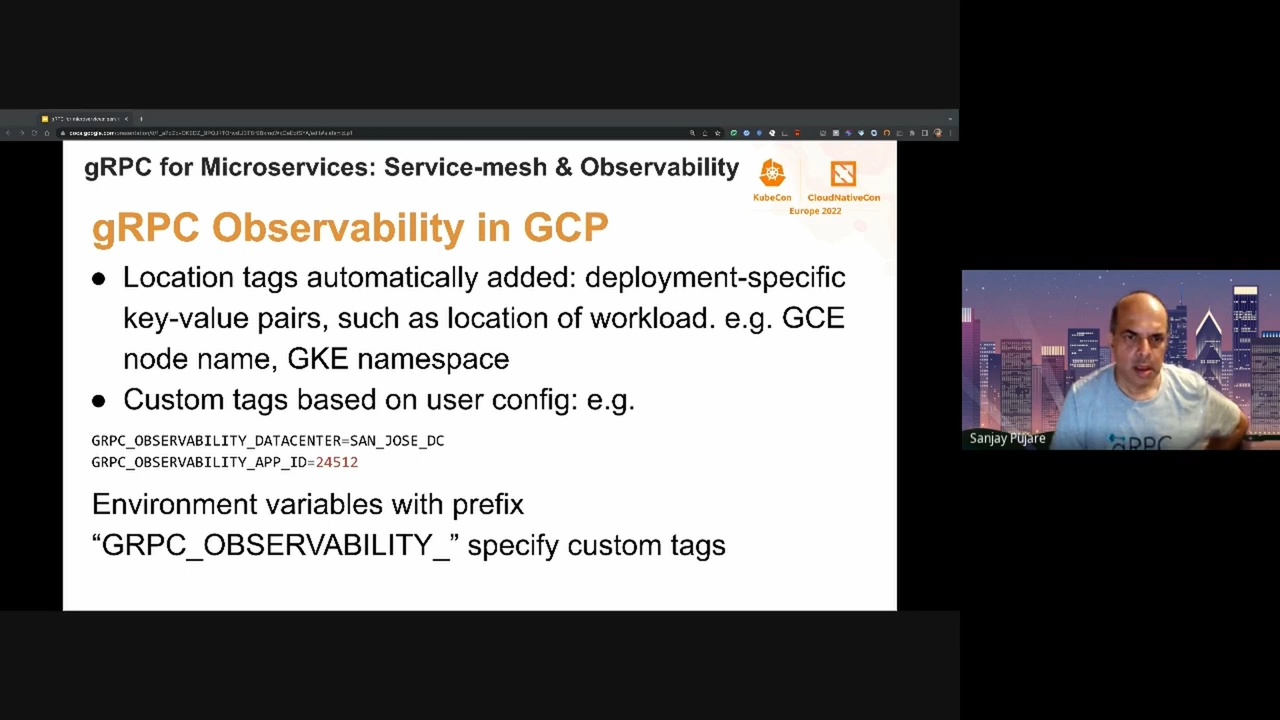 gRPC for Microservices: Service-mesh & Observability
KubeCon
CloudNativeCon
Europe 2022
gRPC Observability in GCP
● Location tags automatically added: deployment-specific
key-value pairs, such as location of workload. e.g. GCE
node name, GKE namespace
● Custom tags based on user config: e.g.
GRPC_OBSERVABILITY_DATACENTER=SAN_JOSE_DC
GRPC_OBSERVABILITY_APP_ID=24512
Environment variables with prefix
“GRPC_OBSERVABILITY_” specify custom tags
Sanjay Pujare
gRPC